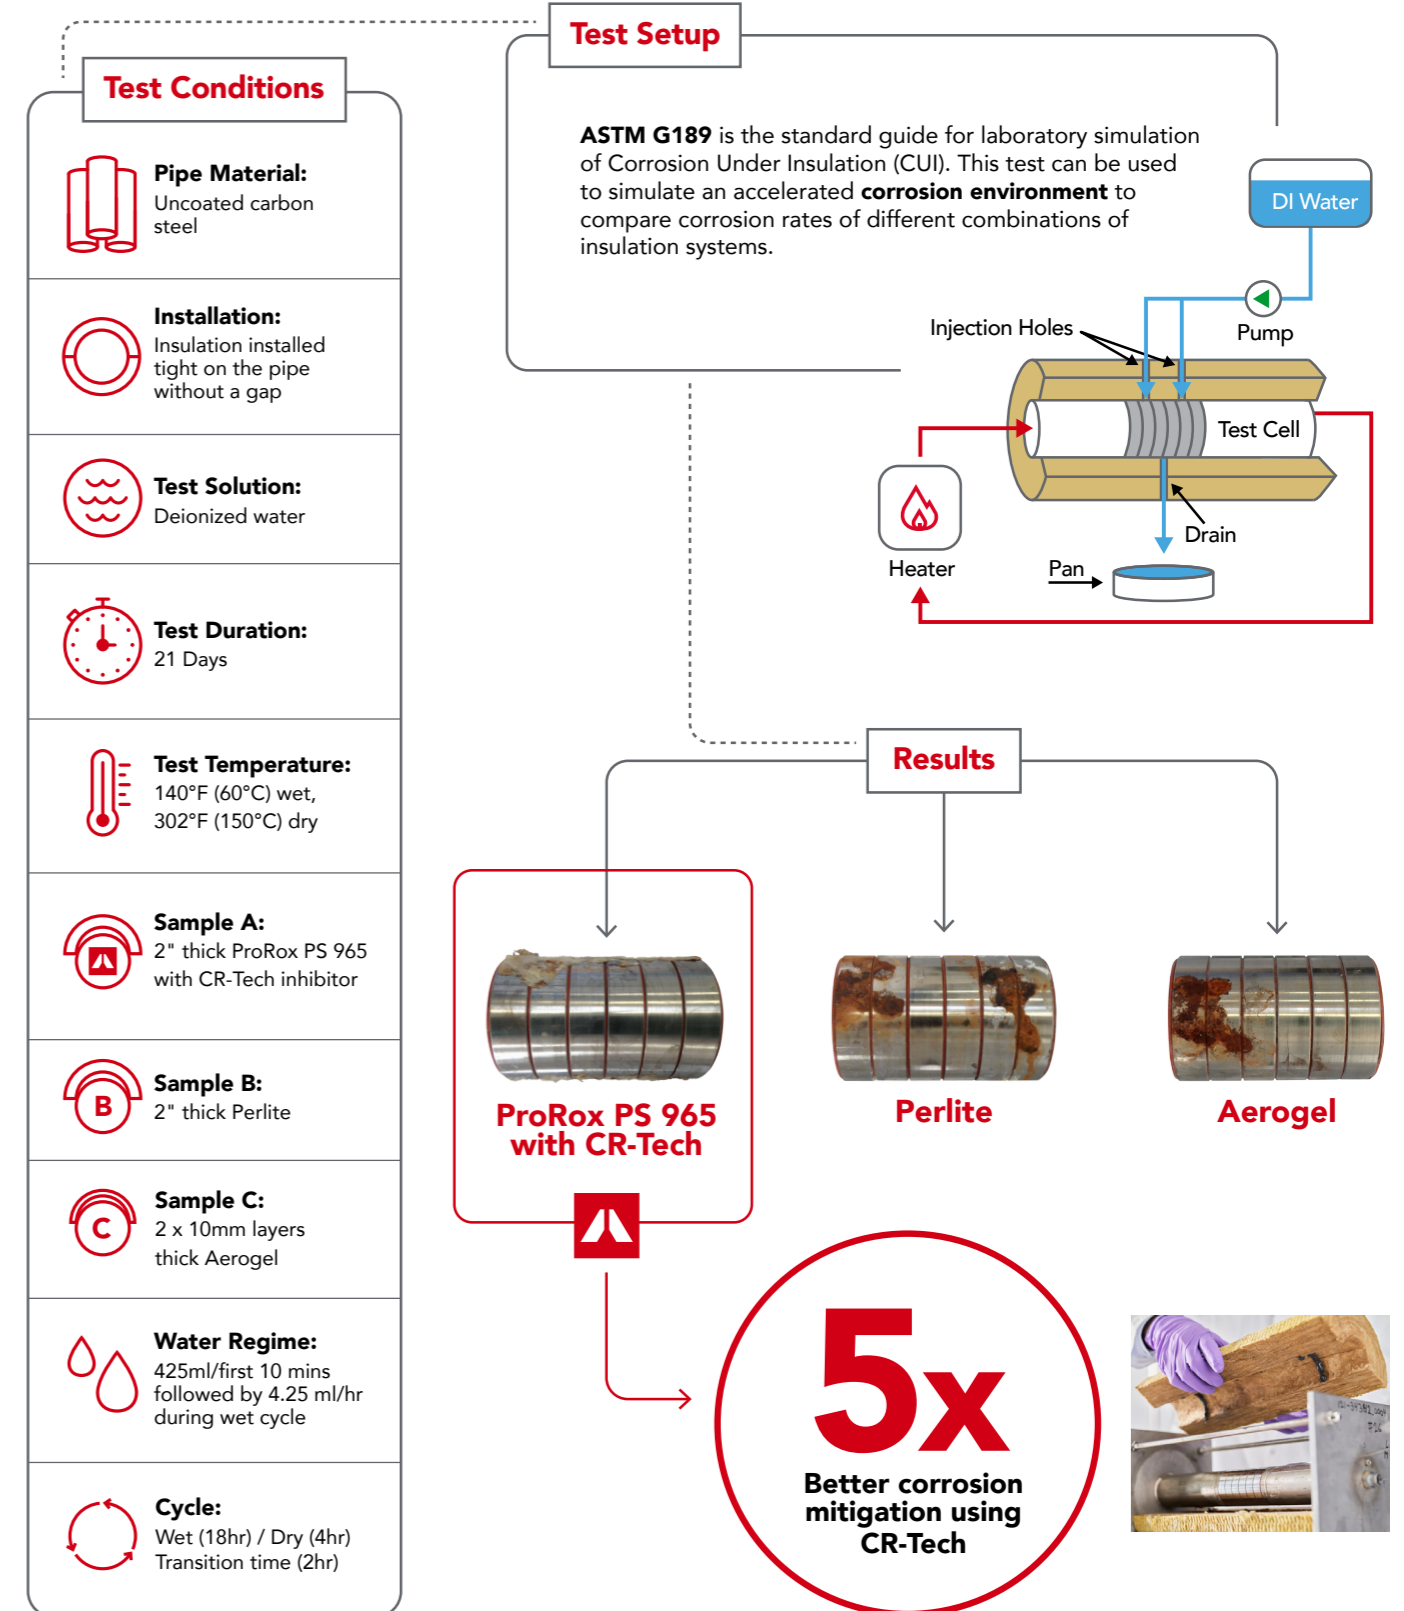 Test Conditions
Pipe Material:
Uncoated carbon
steel
Installation:
Insulation installed
tight on the pipe
without a gap
Test Solution:
Deionized water
Test Duration:
21 Days
Test Temperature:
140°F (60°C) wet,
302°F (150°C) dry
Sample A:
2" thick ProRox PS 965
with CR-Tech inhibitor
B
Sample B:
2" thick Perlite
C
Sample C:
2 x 10mm layers
thick Aerogel
Water Regime:
425ml/first 10 mins
followed by 4.25 ml/hr
during wet cycle
Cycle:
Wet (18hr) / Dry (4hr)
Transition time (2hr)
Test Setup
ASTM G189 is the standard guide for laboratory simulation
of Corrosion Under Insulation (CUI). This test can be used
to simulate an accelerated corrosion environment to
compare corrosion rates of different combinations of
insulation systems.
DI Water
Pump
Injection Holes
Test Cell
Drain
Heater
Pan
Results
ProRox PS 965
with CR-Tech
Perlite
Aerogel
5x
Better corrosion
mitigation using
CR-Tech